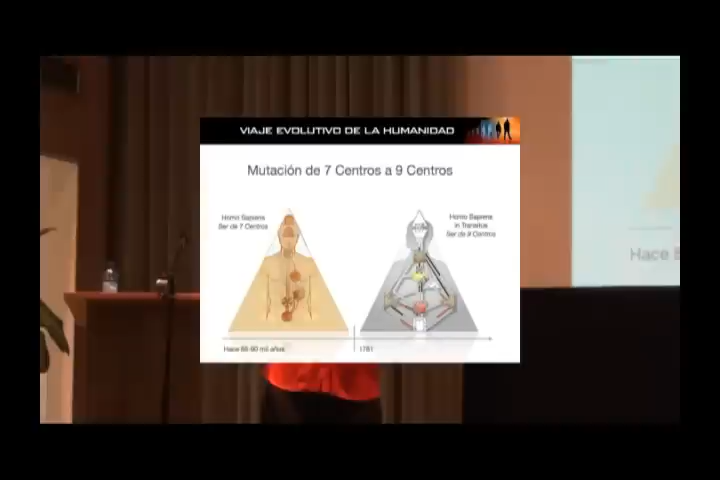 VIAJE EVOLUTIVO DE LA HUMANIDAD
Mutación de 7 Centros a 9 Centros
Homo Sapiens
Ser de 7 Centros
Homo Sapiens
in Transitus
Ser de 9 Centros
Hace
1781